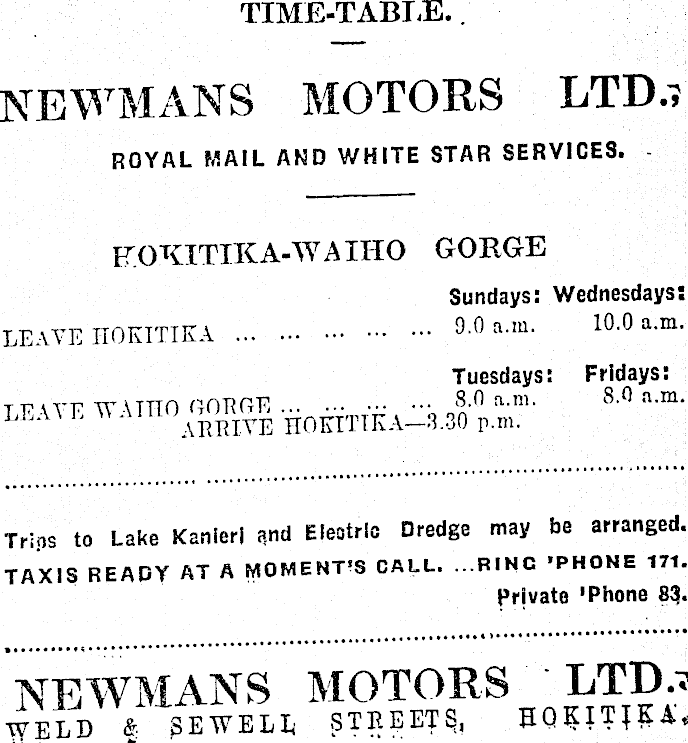 TIME-TABLE.
NEWMANS MOTORS LTD.,
ROYAL MAIL AND WHITE STAR SERVICES.
HOKITIKA-WAIHO GORGE
Sundays: Wednesdays:
LEAVE HOKITIKA ... ... ... ... ... 9.0 a.m. 10.0 a.m.
Tuesdays: Fridays:
LEAVE WAIHO GORGE ... ... ... ... 8.0 a.m. 8.0 a.m.
ARRIVE HOKITIKA—3.30 p.m.
Trips to Lake Kanieri and Electric Dredge may be arranged.
TAXIS READY AT A MOMENT'S CALL. ...RING 'PHONE 171.
Private 'Phone 83.
NEWMANS MOTORS LTD.,
WELD & SEWELL STREETS, HOKITIKA.